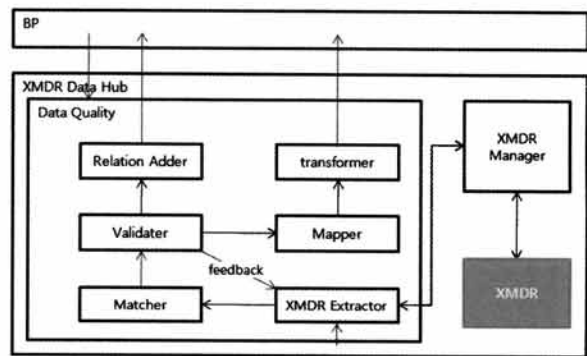 BP
XMDR Data Hub
Data Quality
Relation Adder
transformer
XMDR
Manager
Validater
Mapper
feedback
Matcher
XMDR Extractor
XMDR